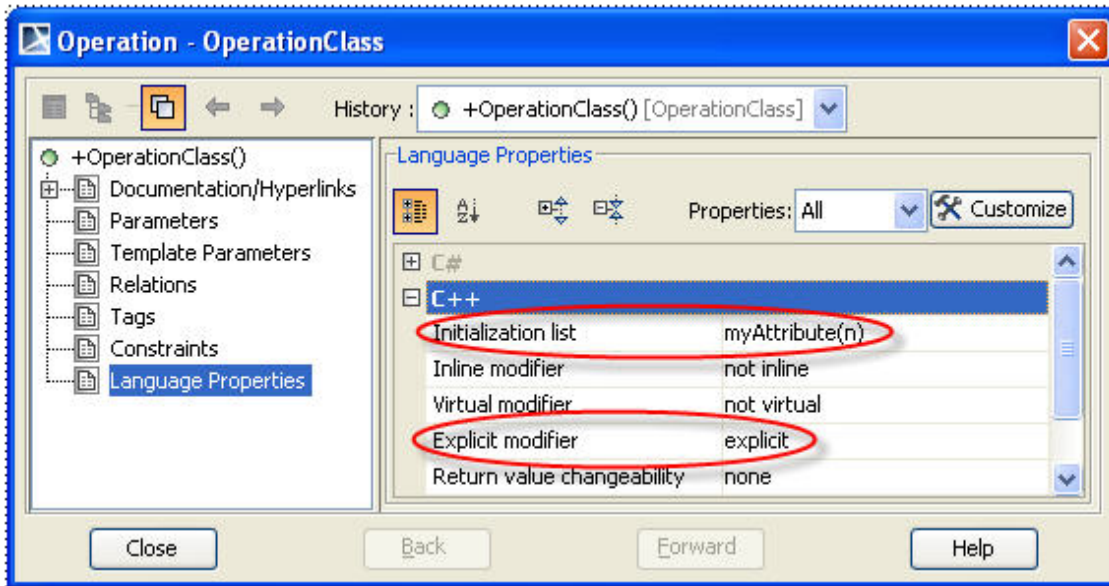 Operation - OperationClass
History : +OperationClass() [OperationClass]
+OperationClass()
Documentation/Hyperlinks
Parameters
Template Parameters
Relations
Tags
Constraints
Language Properties
Language Properties
Properties: All Customize
C#
C++
Initialization list myAttribute(n)
Inline modifier not inline
Virtual modifier not virtual
Explicit modifier explicit
Return value changeability none
Close Back Forward Help